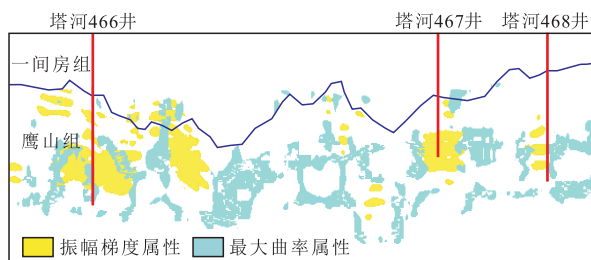 塔河466井
塔河467井
塔河468井
一间房组
鹰山组
振幅梯度属性
最大曲率属性